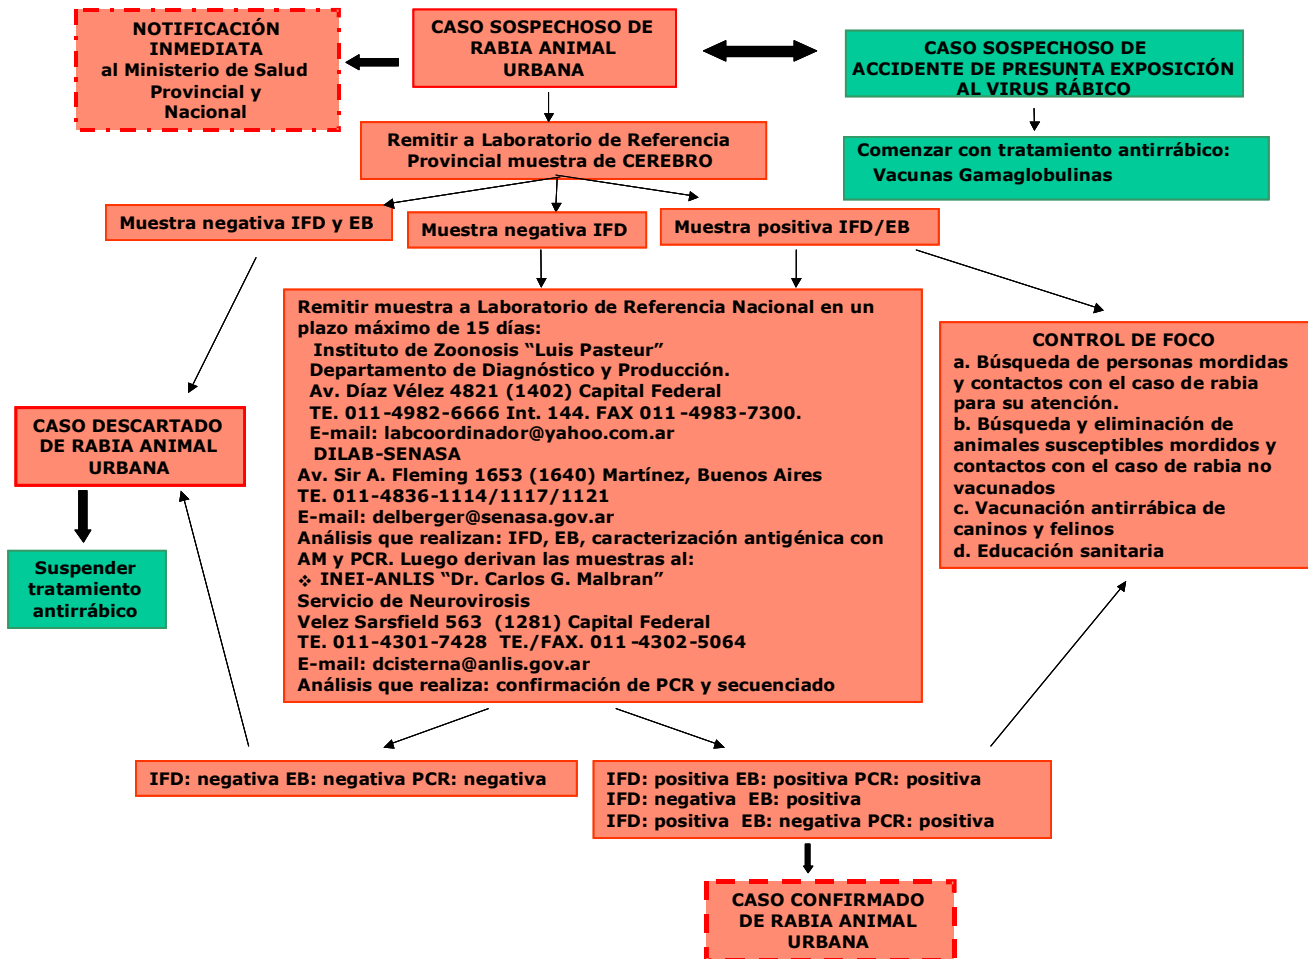 NOTIFICACIÓN
INMEDIATA
al Ministerio de Salud
Provincial y
Nacional
CASO SOSPECHOSO DE
RABIA ANIMAL
URBANA
CASO SOSPECHOSO DE
ACCIDENTE DE PRESUNTA EXPOSICIÓN
AL VIRUS RÁBICO
Remitir a Laboratorio de Referencia
Provincial muestra de CEREBRO
Comenzar con tratamiento antirrábico:
Vacunas Gamaglobulinas
Muestra negativa IFD y EB
Muestra negativa IFD
Muestra positiva IFD/EB
Remitir muestra a Laboratorio de Referencia Nacional en un
plazo máximo de 15 días:
Instituto de Zoonosis “Luis Pasteur”
Departamento de Diagnóstico y Producción.
Av. Díaz Vélez 4821 (1402) Capital Federal
TE. 011-4982-6666 Int. 144. FAX 011-4983-7300.
E-mail: labcoordinador@yahoo.com.ar
DILAB-SENASA
Av. Sir A. Fleming 1653 (1640) Martínez, Buenos Aires
TE. 011-4836-1114/1117/1121
E-mail: delberger@senasa.gov.ar
Análisis que realizan: IFD, EB, caracterización antigénica con
AM y PCR. Luego derivan las muestras al:
❖ INEI-ANLIS “Dr. Carlos G. Malbran”
Servicio de Neurovirosis
Velez Sarsfield 563 (1281) Capital Federal
TE. 011-4301-7428 TE./FAX. 011-4302-5064
E-mail: dcisterna@anlis.gov.ar
Análisis que realiza: confirmación de PCR y secuenciado
CONTROL DE FOCO
a. Búsqueda de personas mordidas
y contactos con el caso de rabia
para su atención.
b. Búsqueda y eliminación de
animales susceptibles mordidos y
contactos con el caso de rabia no
vacunados
c. Vacunación antirrábica de
caninos y felinos
d. Educación sanitaria
CASO DESCARTADO
DE RABIA ANIMAL
URBANA
Suspender
tratamiento
antirrábico
IFD: negativa EB: negativa PCR: negativa
IFD: positiva EB: positiva PCR: positiva
IFD: negativa EB: positiva
IFD: positiva EB: negativa PCR: positiva
CASO CONFIRMADO
DE RABIA ANIMAL
URBANA